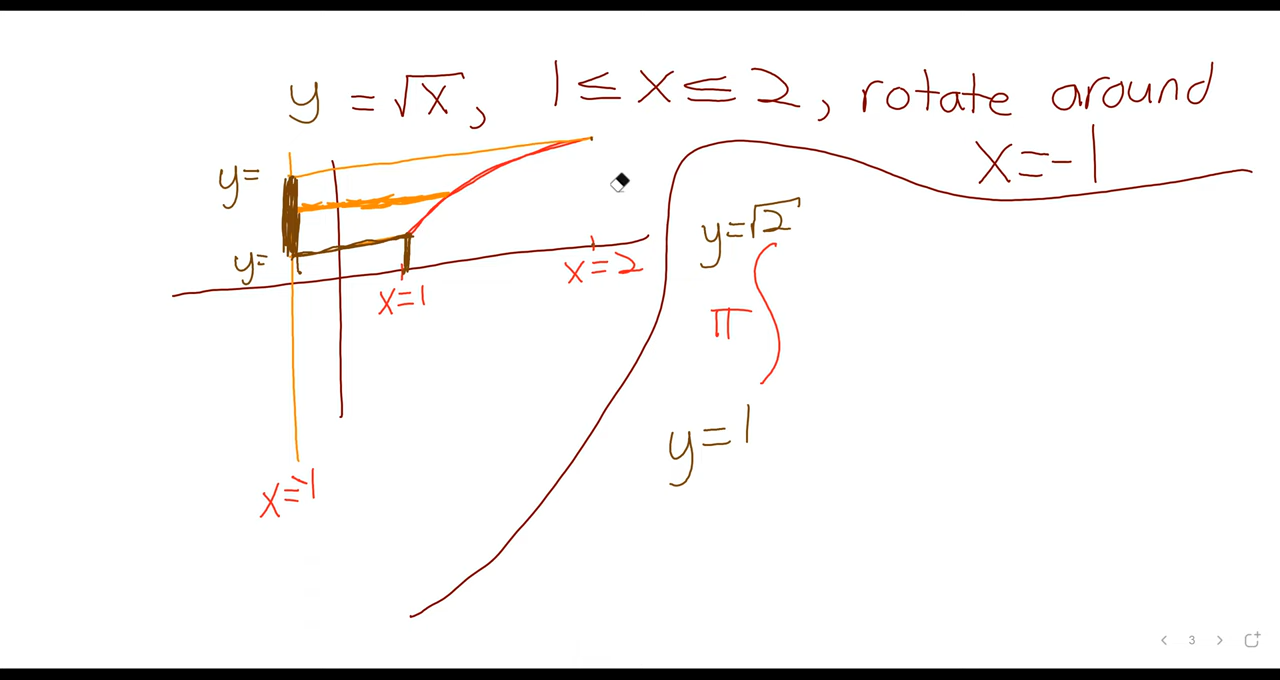 y = √x, 1 ≤ x ≤ 2, rotate around
x=-1
y=
y=
x=1
x=2
x=-1
y=√2
π∫
y=1
3